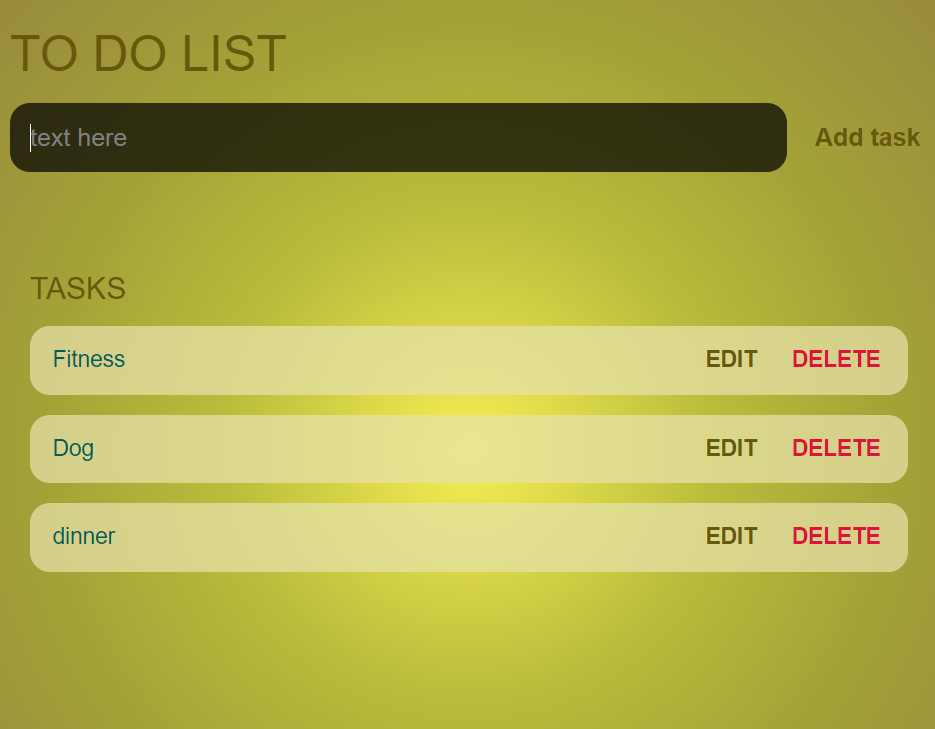 TO DO LIST
text here Add task
TASKS
Fitness EDIT DELETE
Dog EDIT DELETE
dinner EDIT DELETE